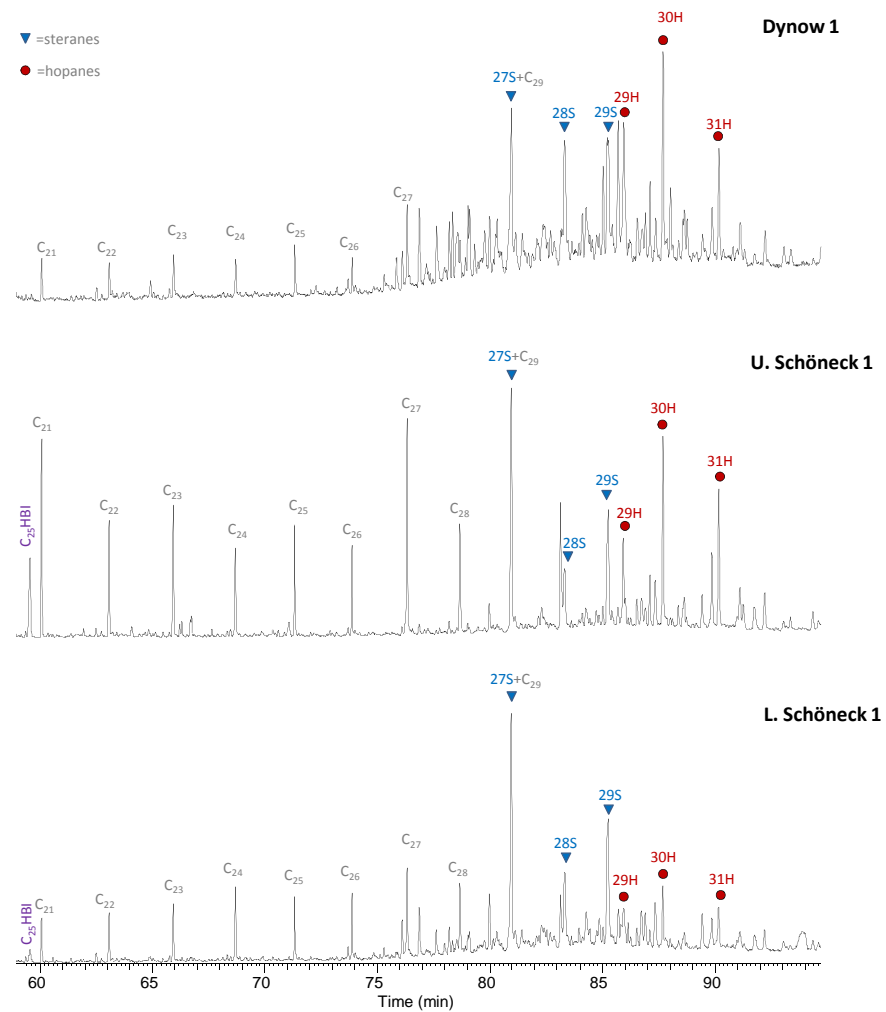 30H
Dynow 1
=steranes
=hopanes
27S+C₂₉
28S
29S
29H
31H
C₂₇
C₂₁
C₂₂
C₂₃
C₂₄
C₂₅
C₂₆
27S+C₂₉
U. Schöneck 1
C₂₅HBI
C₂₁
C₂₂
C₂₃
C₂₄
C₂₅
C₂₆
C₂₇
C₂₈
28S
29S
29H
30H
31H
27S+C₂₉
L. Schöneck 1
C₂₅HBI
C₂₁
C₂₂
C₂₃
C₂₄
C₂₅
C₂₆
C₂₇
C₂₈
28S
29S
29H
30H
31H
60 65 70 75 80 85 90
Time (min)